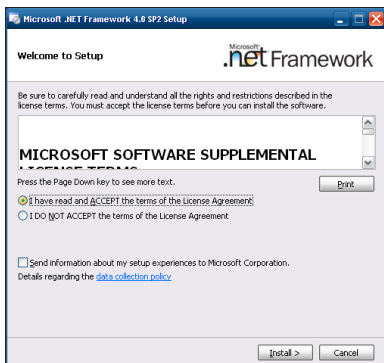 Microsoft .NET Framework 4.0 SP2 Setup
Welcome to Setup
Microsoft®
.net Framework
Be sure to carefully read and understand all the rights and restrictions described in the
license terms. You must accept the license terms before you can install the software.
MICROSOFT SOFTWARE SUPPLEMENTAL
LICENSE TERMS
Press the Page Down key to see more text.
Print
I have read and ACCEPT the terms of the License Agreement
I DO NOT ACCEPT the terms of the License Agreement
Send information about my setup experiences to Microsoft Corporation.
Details regarding the data collection policy
Install >
Cancel